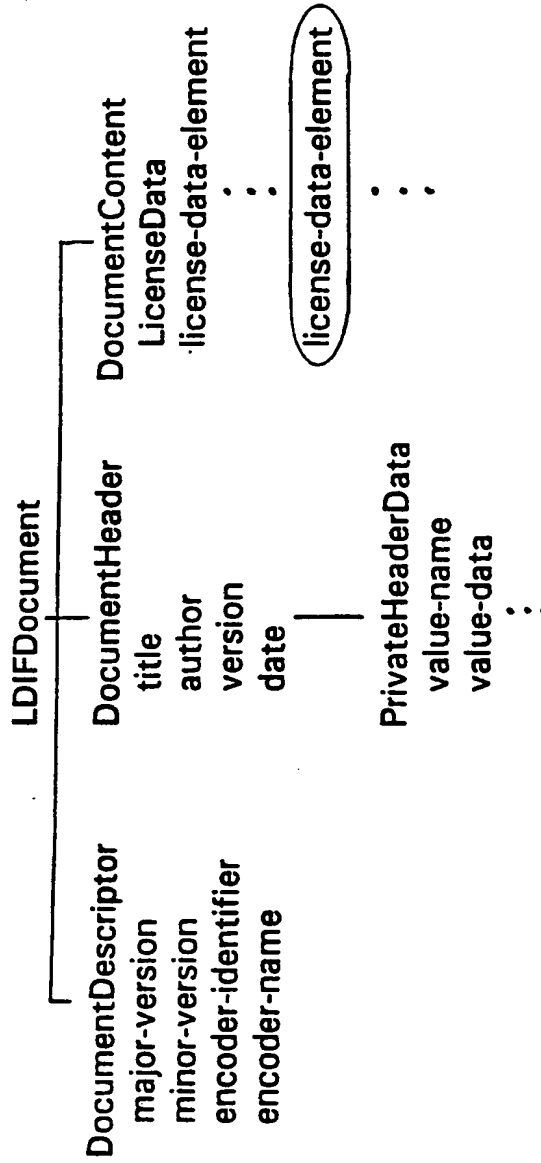 LDIFDocument
DocumentDescriptor
major-version
minor-version
encoder-identifier
encoder-name
DocumentHeader
title
author
version
date
PrivateHeaderData
value-name
value-data
DocumentContent
LicenseData
license-data-element
license-data-element